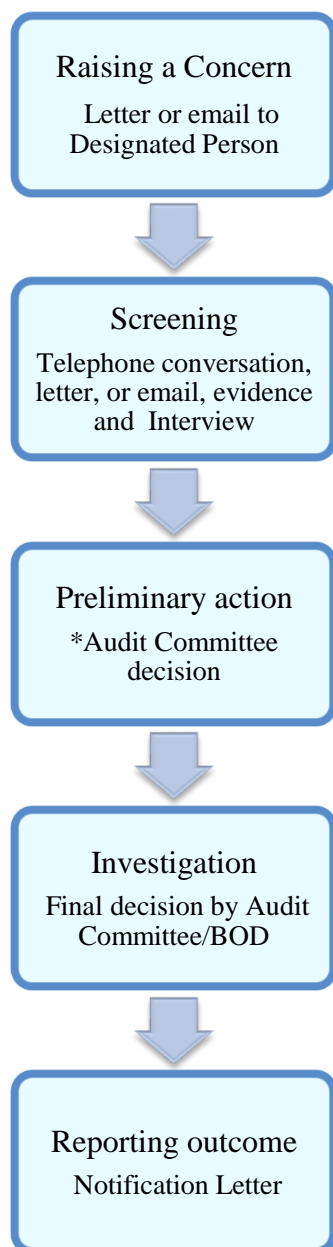 Raising a Concern
Letter or email to
Designated Person
Screening
Telephone conversation,
letter, or email, evidence
and Interview
Preliminary action
*Audit Committee
decision
Investigation
Final decision by Audit
Committee/BOD
Reporting outcome
Notification Letter